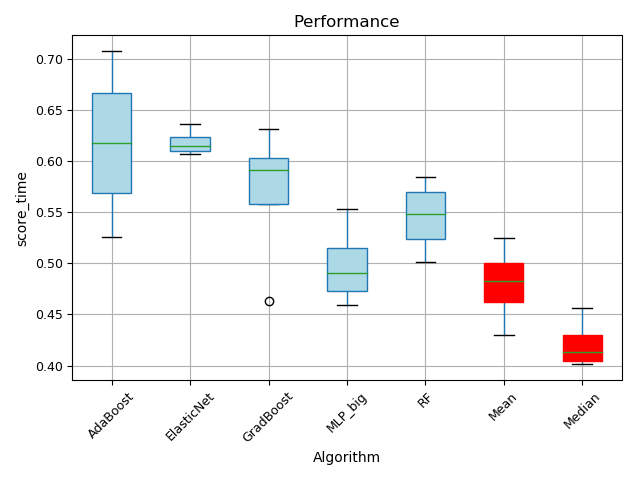 Performance
score_time
0.70
0.65
0.60
0.55
0.50
0.45
0.40
AdaBoost
ElasticNet
GradBoost
MLP_big
RF
Mean
Median
Algorithm